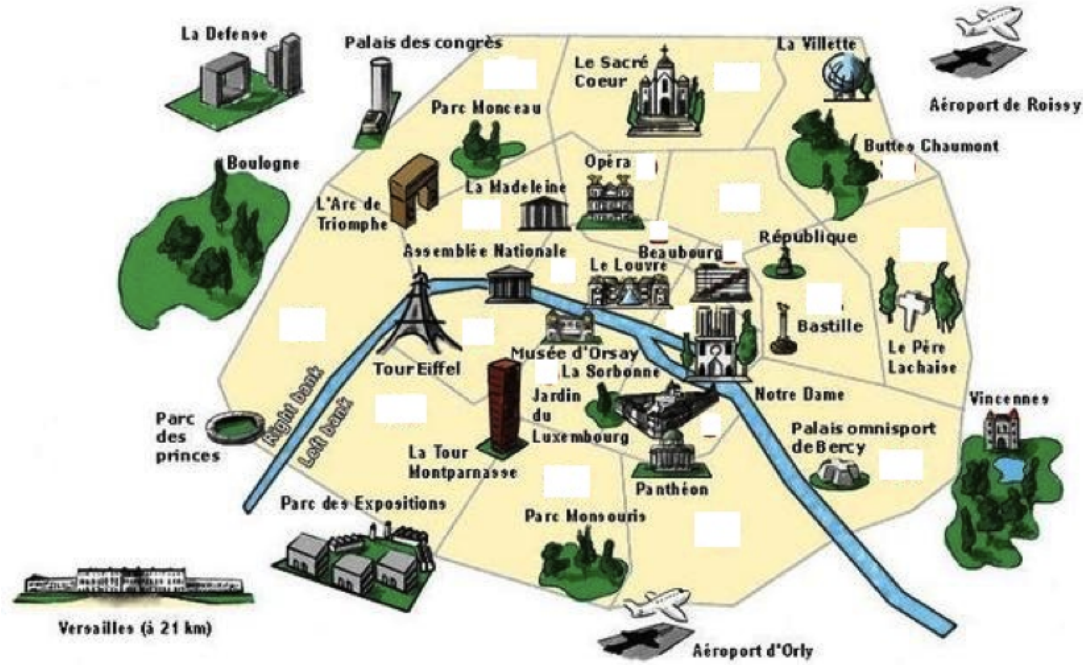 La Defense
Palais des congrès
Le Sacré
Coeur
La Villette
Aéroport de Roissy
Parc Monceau
Buttes Chaumont
Boulogne
Opéra
La Madeleine
L'Arc de
Triomphe
Assemblée Nationale
Beaubourg
République
Le Louvre
Bastille
Musée d'Orsay
Le Père
Lachaise
Tour Eiffel
La Sorbonne
Notre Dame
Jardin
du
Luxembourg
Vincennes
Parc
des
princes
Right bank
Left bank
La Tour
Montparnasse
Palais omnisport
de Bercy
Panthéon
Parc des Expositions
Parc Monsouris
Versailles (à 21 km)
Aéroport d'Orly